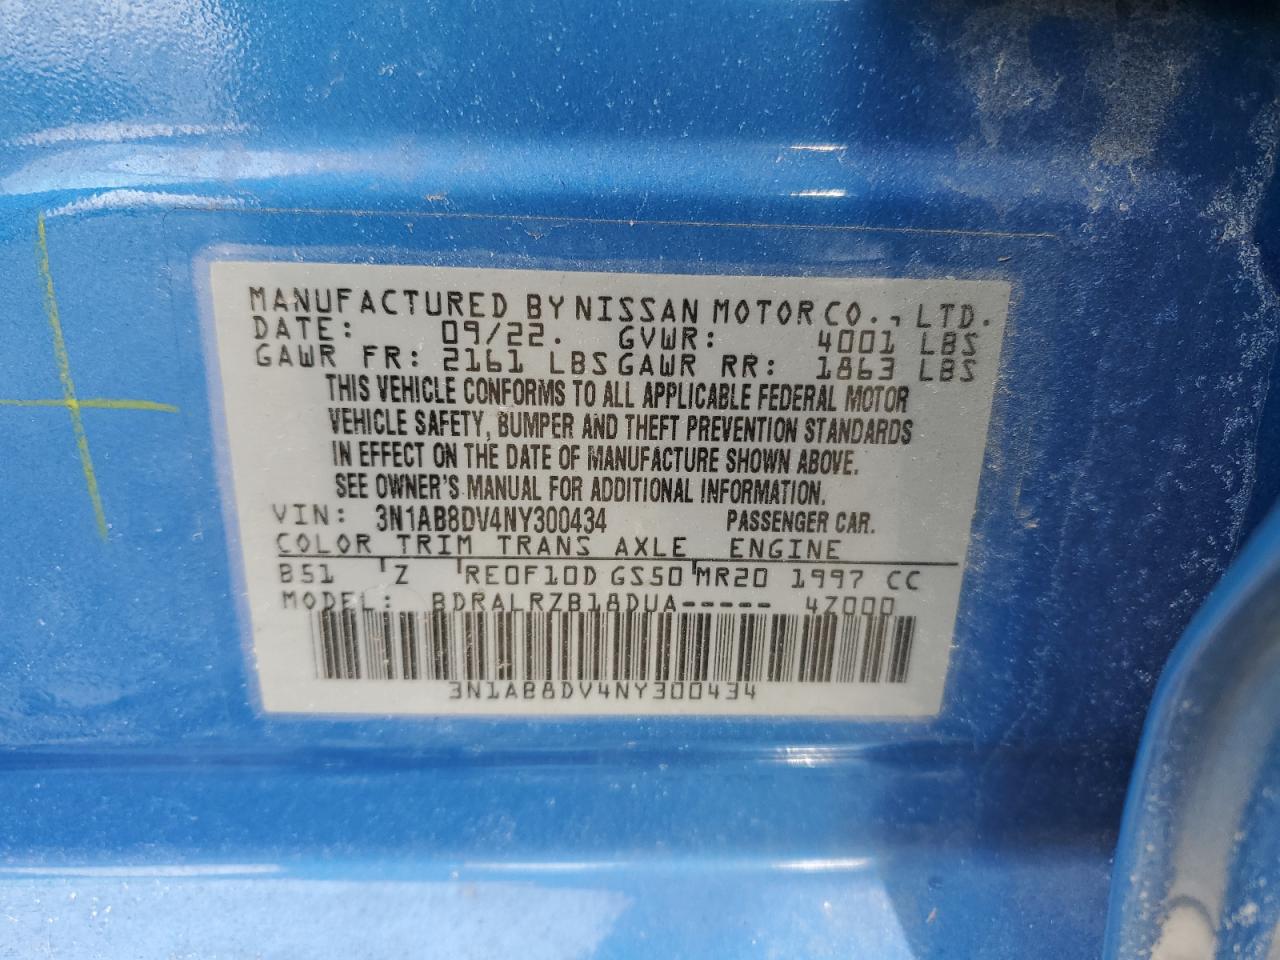 MANUFACTURED BY NISSAN MOTOR CO., LTD.
DATE: 09/22. GVWR: 4001 LBS
GAWR FR: 2161 LBS GAWR RR: 1863 LBS
THIS VEHICLE CONFORMS TO ALL APPLICABLE FEDERAL MOTOR
VEHICLE SAFETY, BUMPER AND THEFT PREVENTION STANDARDS
IN EFFECT ON THE DATE OF MANUFACTURE SHOWN ABOVE.
SEE OWNER'S MANUAL FOR ADDITIONAL INFORMATION.
VIN: 3N1AB8DV4NY300434 PASSENGER CAR.
COLOR TRIM TRANS AXLE ENGINE
B51 Z RE0F10D GS50 MR20 1997 CC
MODEL: BDRALRZB18DUA----- 4Z000
3N1AB8DV4NY300434